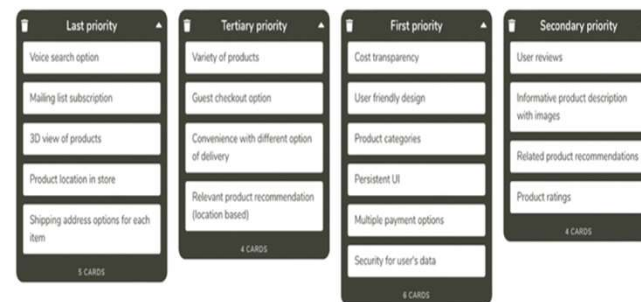 Last priority
Voice search option
Mailing list subscription
3D view of products
Product location in store
Shipping address options for each
item
5 CARDS
Tertiary priority
Variety of products
Guest checkout option
Convenience with different option
of delivery
Relevant product recommendation
(location based)
4 CARDS
First priority
Cost transparency
User friendly design
Product categories
Persistent UI
Multiple payment options
Security for user's data
6 CARDS
Secondary priority
User reviews
Informative product description
with images
Related product recommendations
Product ratings
4 CARDS